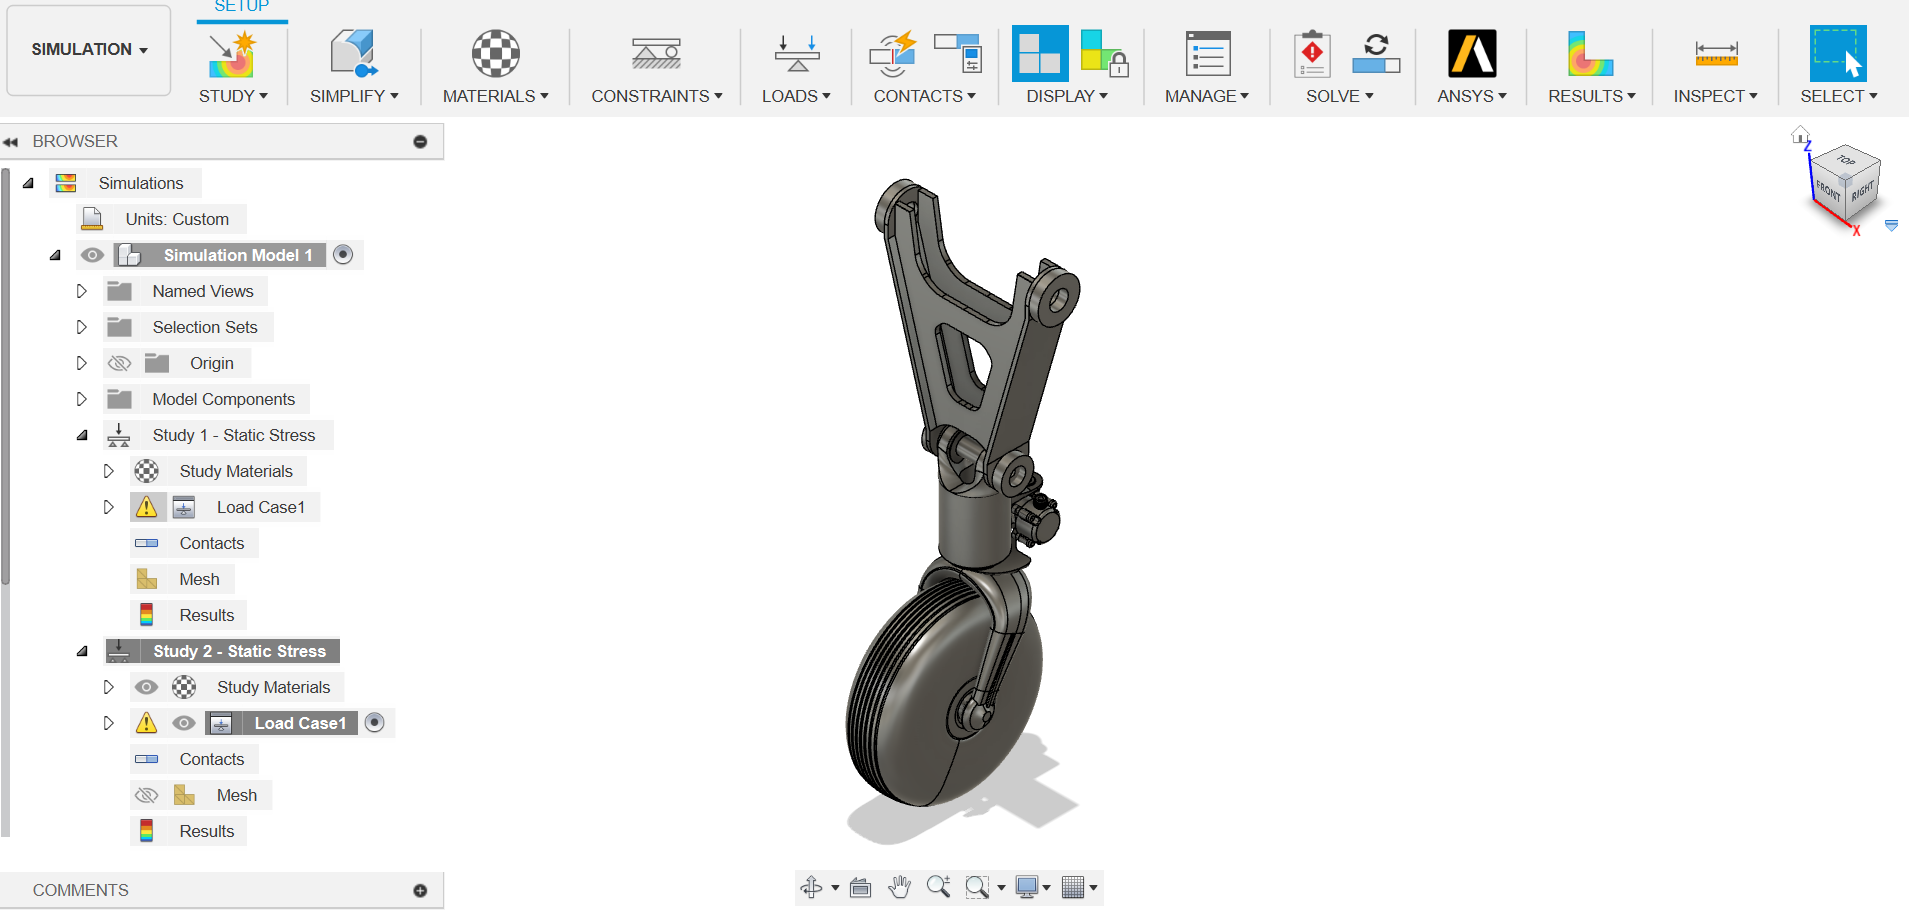 SETUP
SIMULATION
STUDY
SIMPLIFY
MATERIALS
CONSTRAINTS
LOADS
CONTACTS
DISPLAY
MANAGE
SOLVE
ANSYS
RESULTS
INSPECT
SELECT
BROWSER
Simulations
Units: Custom
Simulation Model 1
Named Views
Selection Sets
Origin
Model Components
Study 1 - Static Stress
Study Materials
Load Case1
Contacts
Mesh
Results
Study 2 - Static Stress
Study Materials
Load Case1
Contacts
Mesh
Results
COMMENTS
Z
TOP
FRONT
RIGHT
X